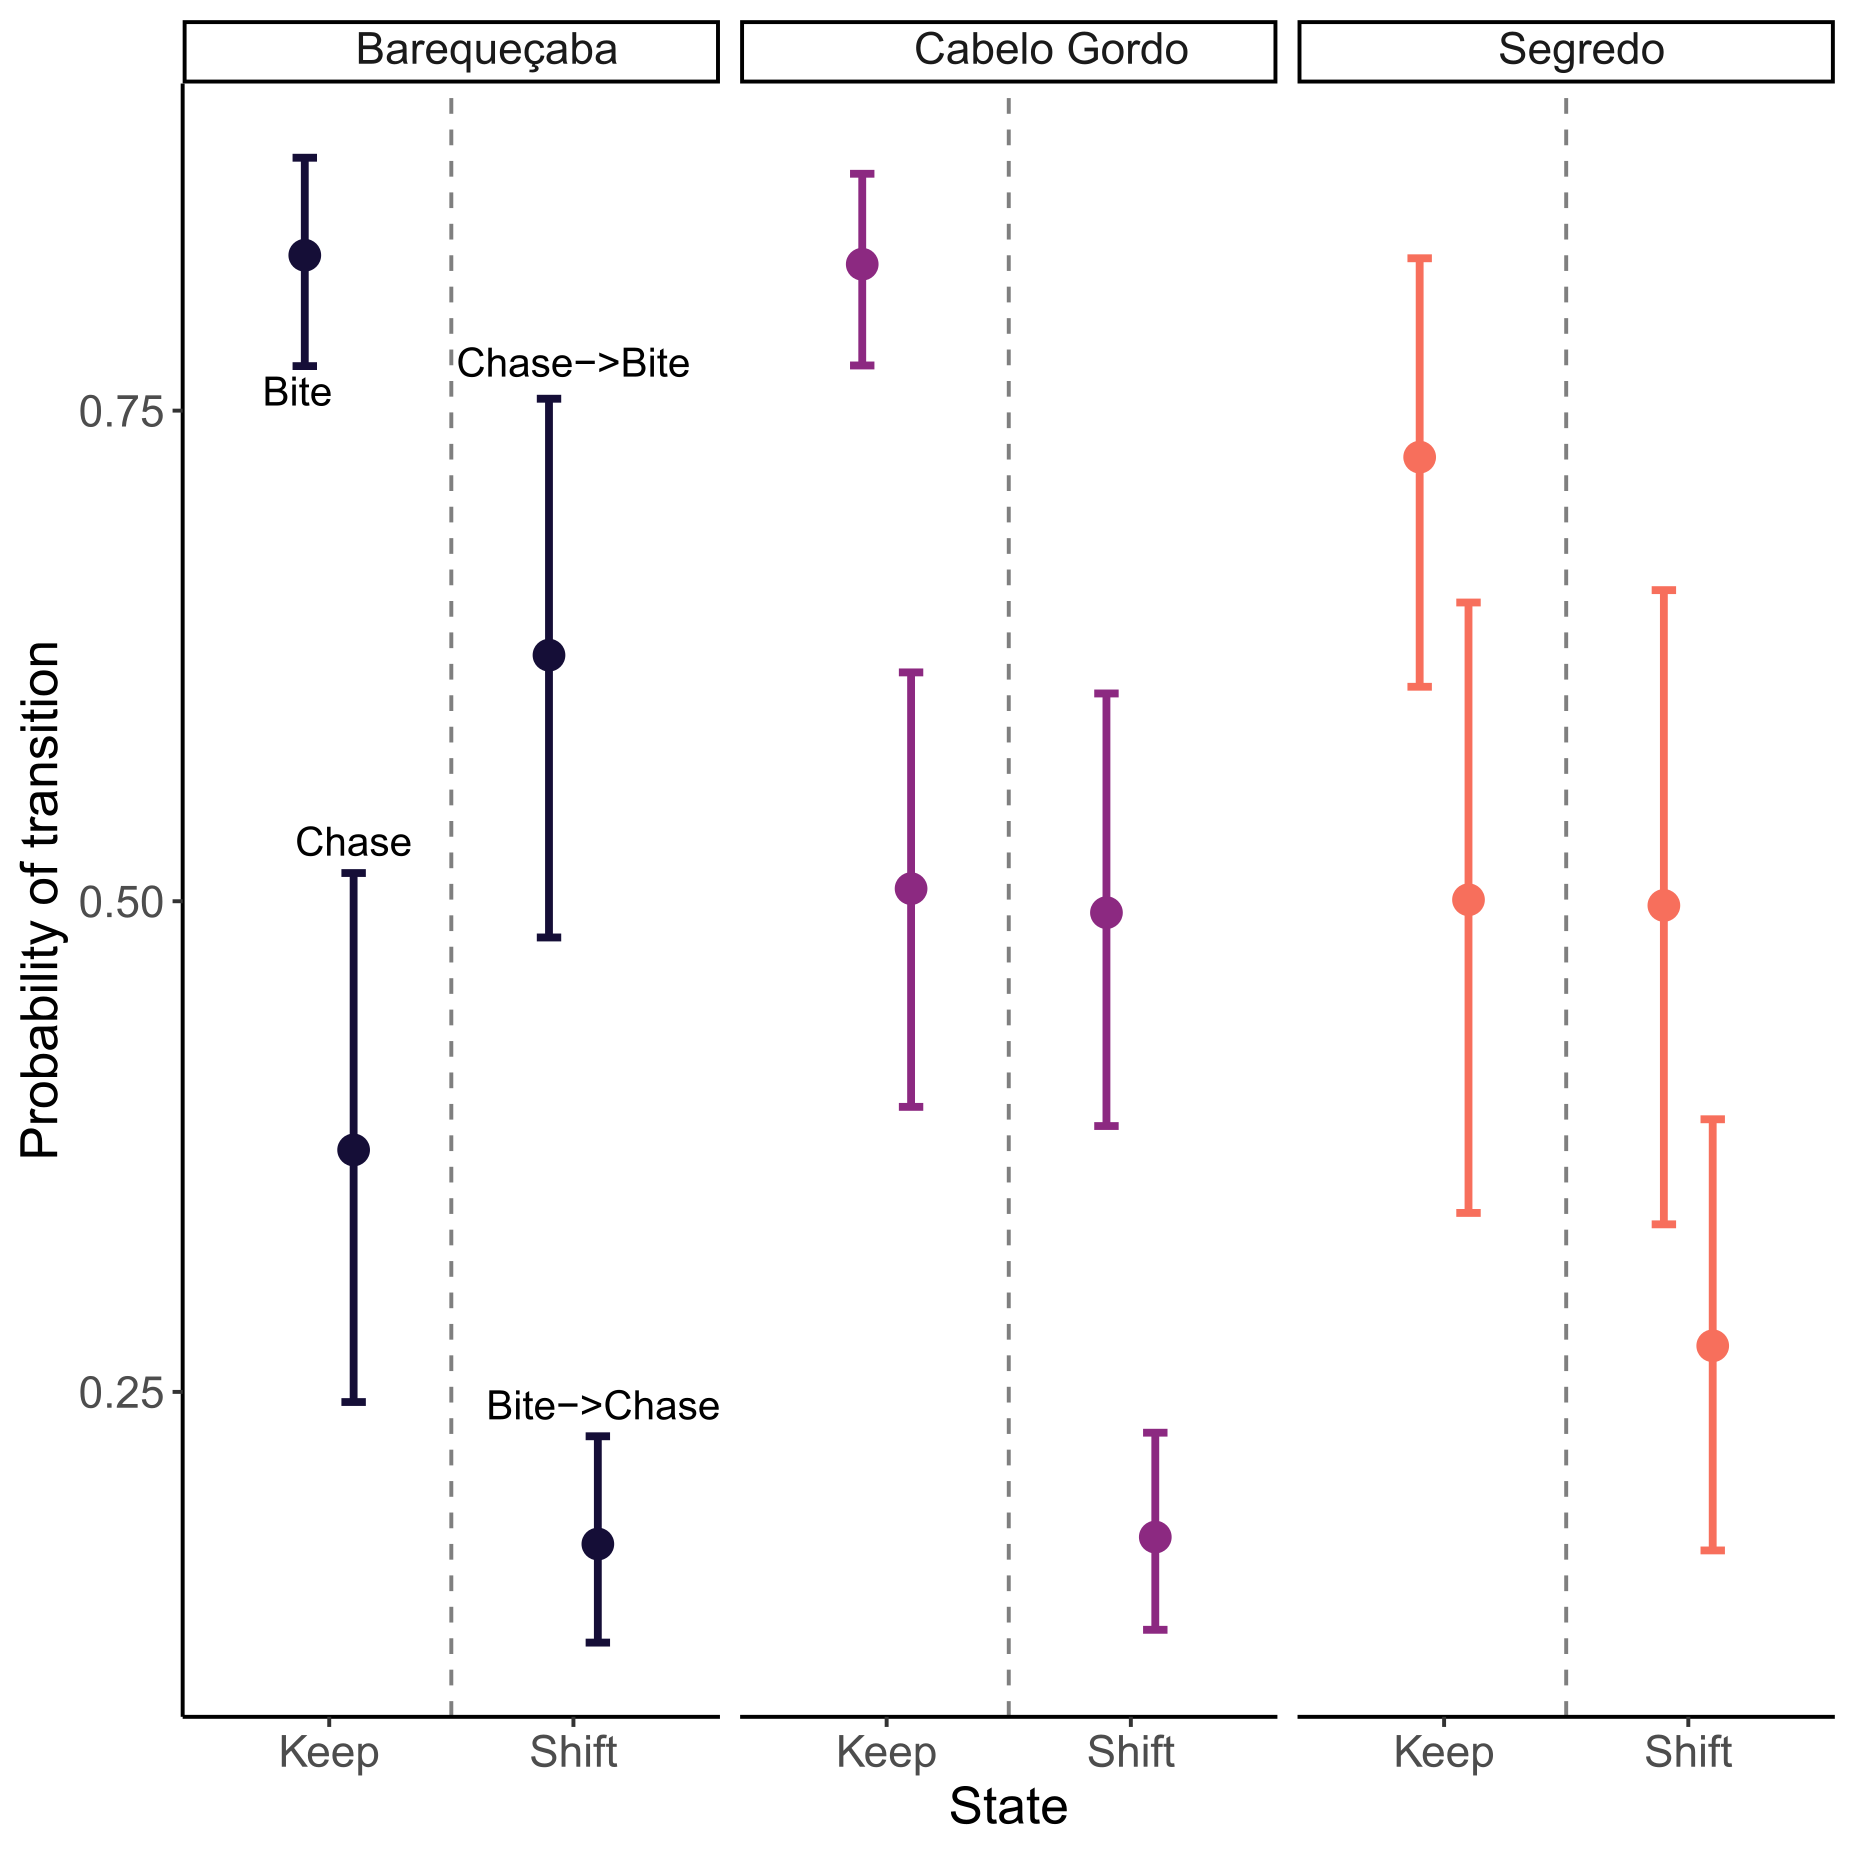 Barequeçaba
Cabelo Gordo
Segredo
Probability of transition
0.75
0.50
0.25
Bite
Chase−>Bite
Chase
Bite−>Chase
Keep
Shift
Keep
Shift
Keep
Shift
State